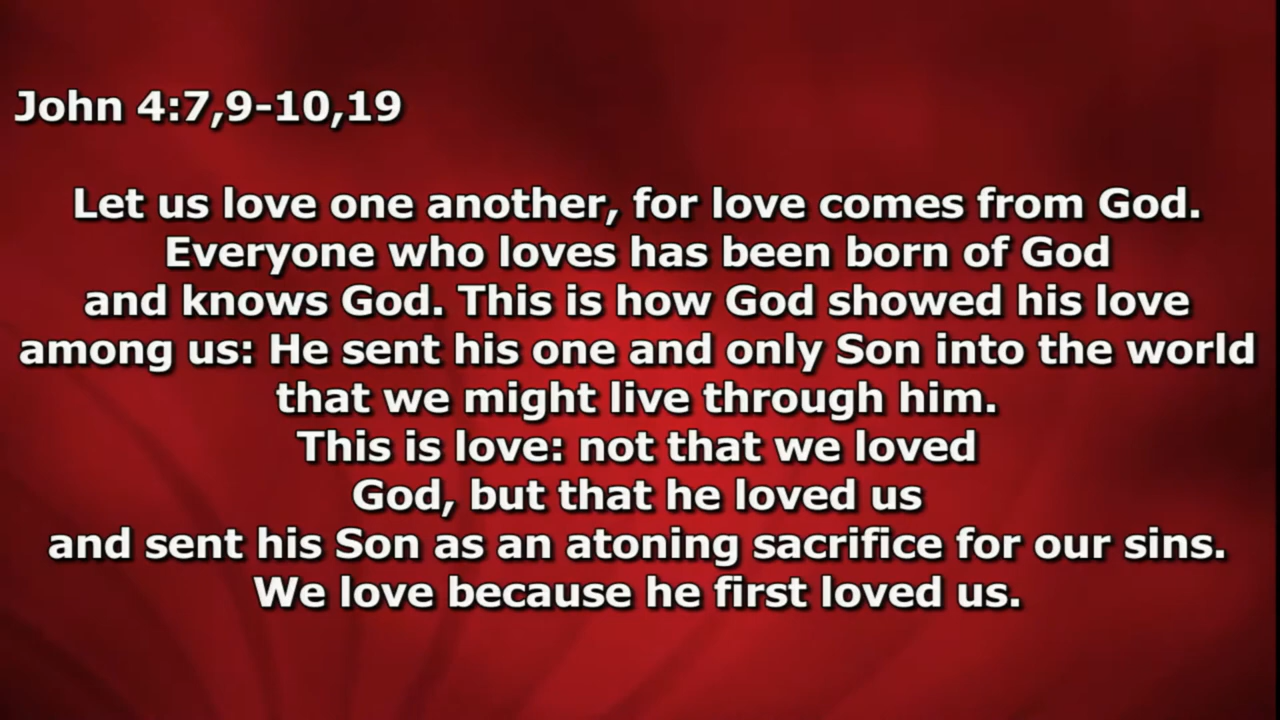 John 4:7,9-10,19
Let us love one another, for love comes from God.
Everyone who loves has been born of God
and knows God. This is how God showed his love
among us: He sent his one and only Son into the world
that we might live through him.
This is love: not that we loved
God, but that he loved us
and sent his Son as an atoning sacrifice for our sins.
We love because he first loved us.